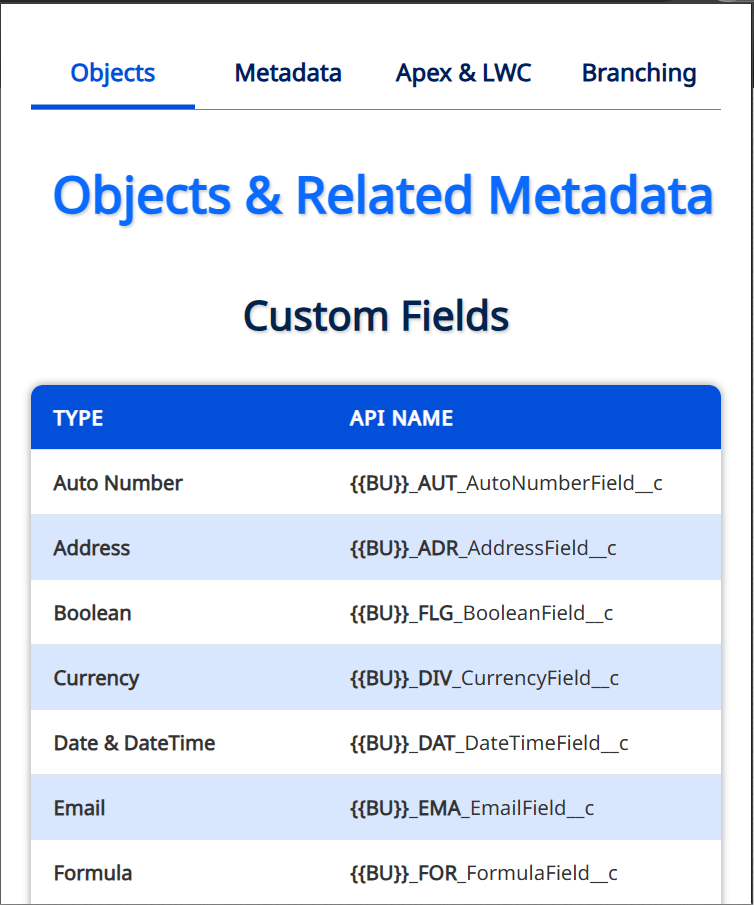 Objects Metadata Apex & LWC Branching
Objects & Related Metadata
Custom Fields
TYPE API NAME
Auto Number {{BU}}_AUT_AutoNumberField__c
Address {{BU}}_ADR_AddressField__c
Boolean {{BU}}_FLG_BooleanField__c
Currency {{BU}}_DIV_CurrencyField__c
Date & DateTime {{BU}}_DAT_DateTimeField__c
Email {{BU}}_EMA_EmailField__c
Formula {{BU}}_FOR_FormulaField__c